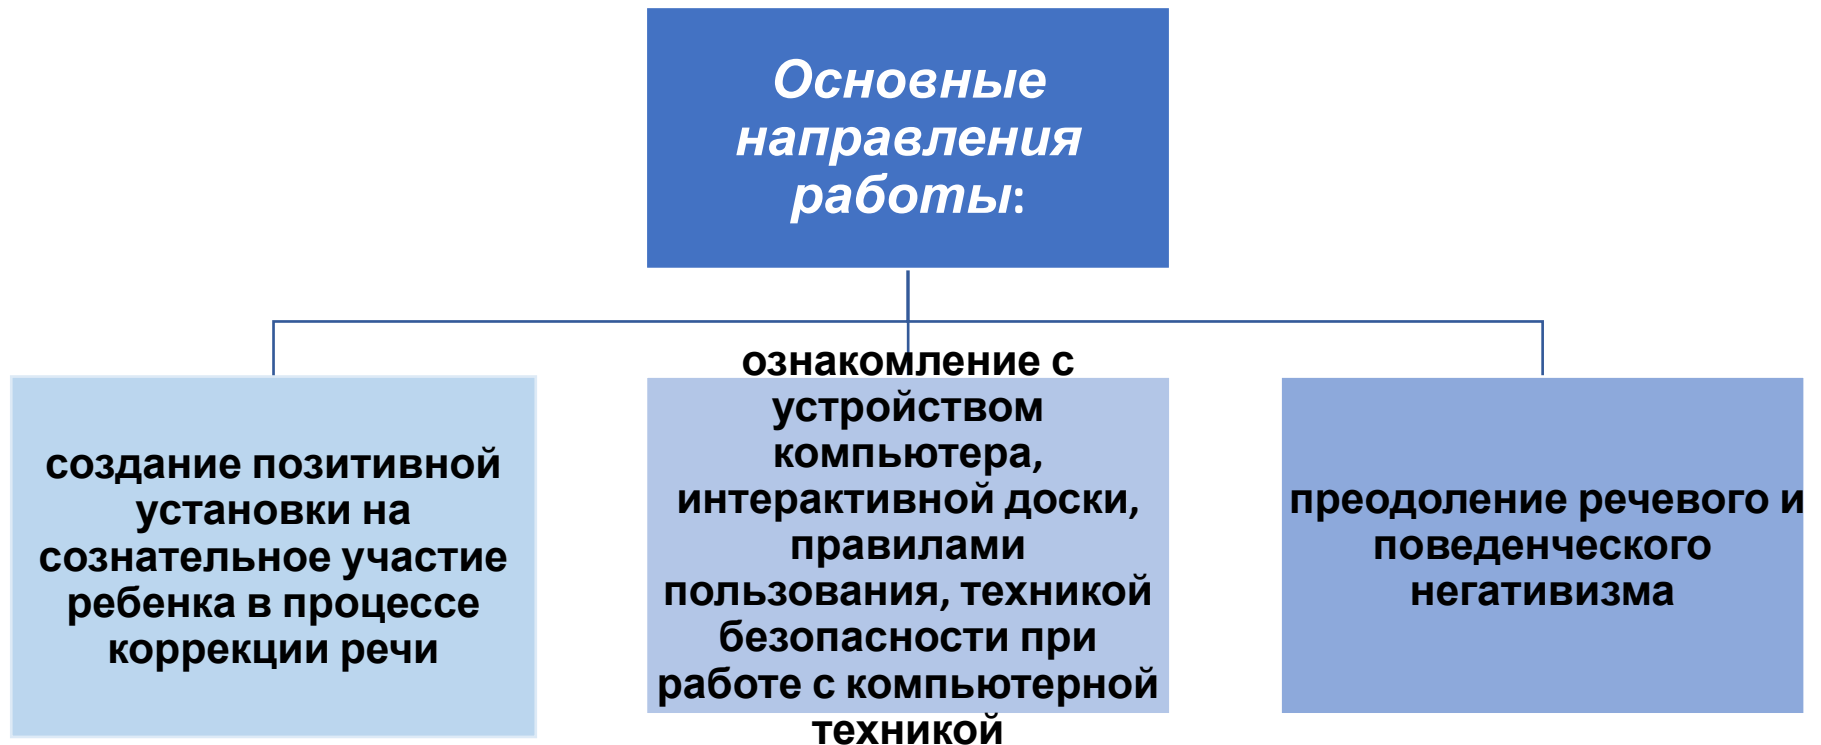 Основные
направления
работы:
создание позитивной
установки на
сознательное участие
ребенка в процессе
коррекции речи
ознакомление с
устройством
компьютера,
интерактивной доски,
правилами
пользования, техникой
безопасности при
работе с компьютерной
техникой
преодоление речевого и
поведенческого
негативизма